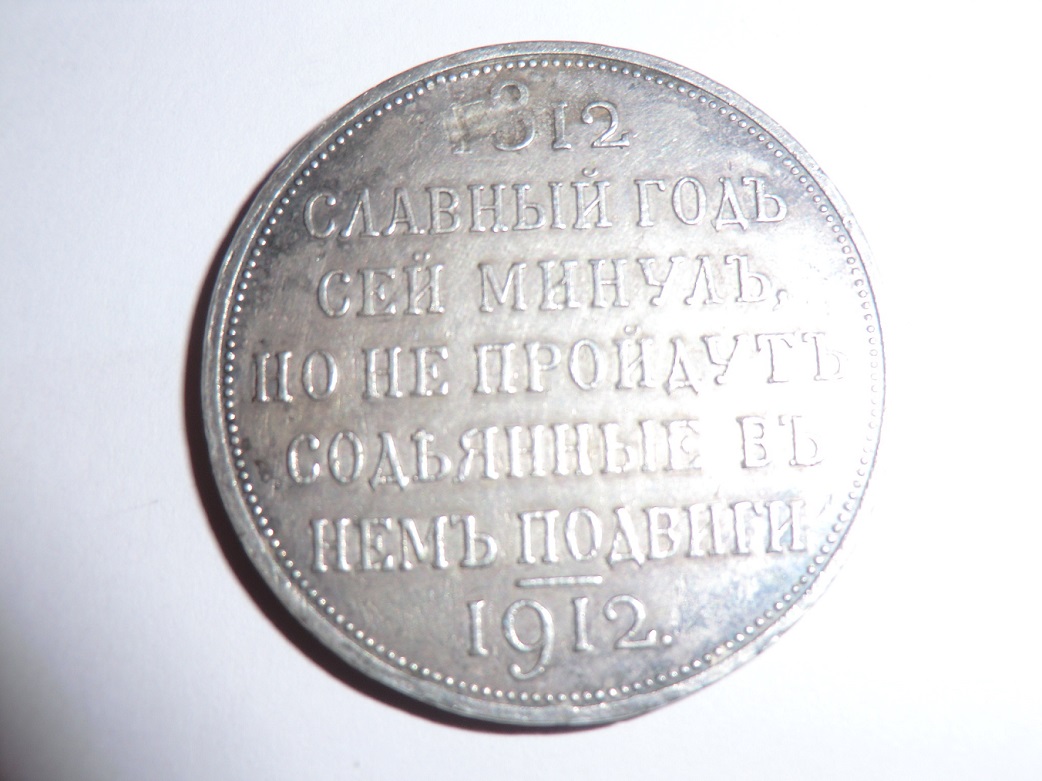 1812
СЛАВНЫЙ ГОДЪ
СЕЙ МИНУЛЪ,
НО НЕ ПРОЙДУТЪ
СОДѢЯННЫЕ ВЪ
НЕМЪ ПОДВИГИ
1912.